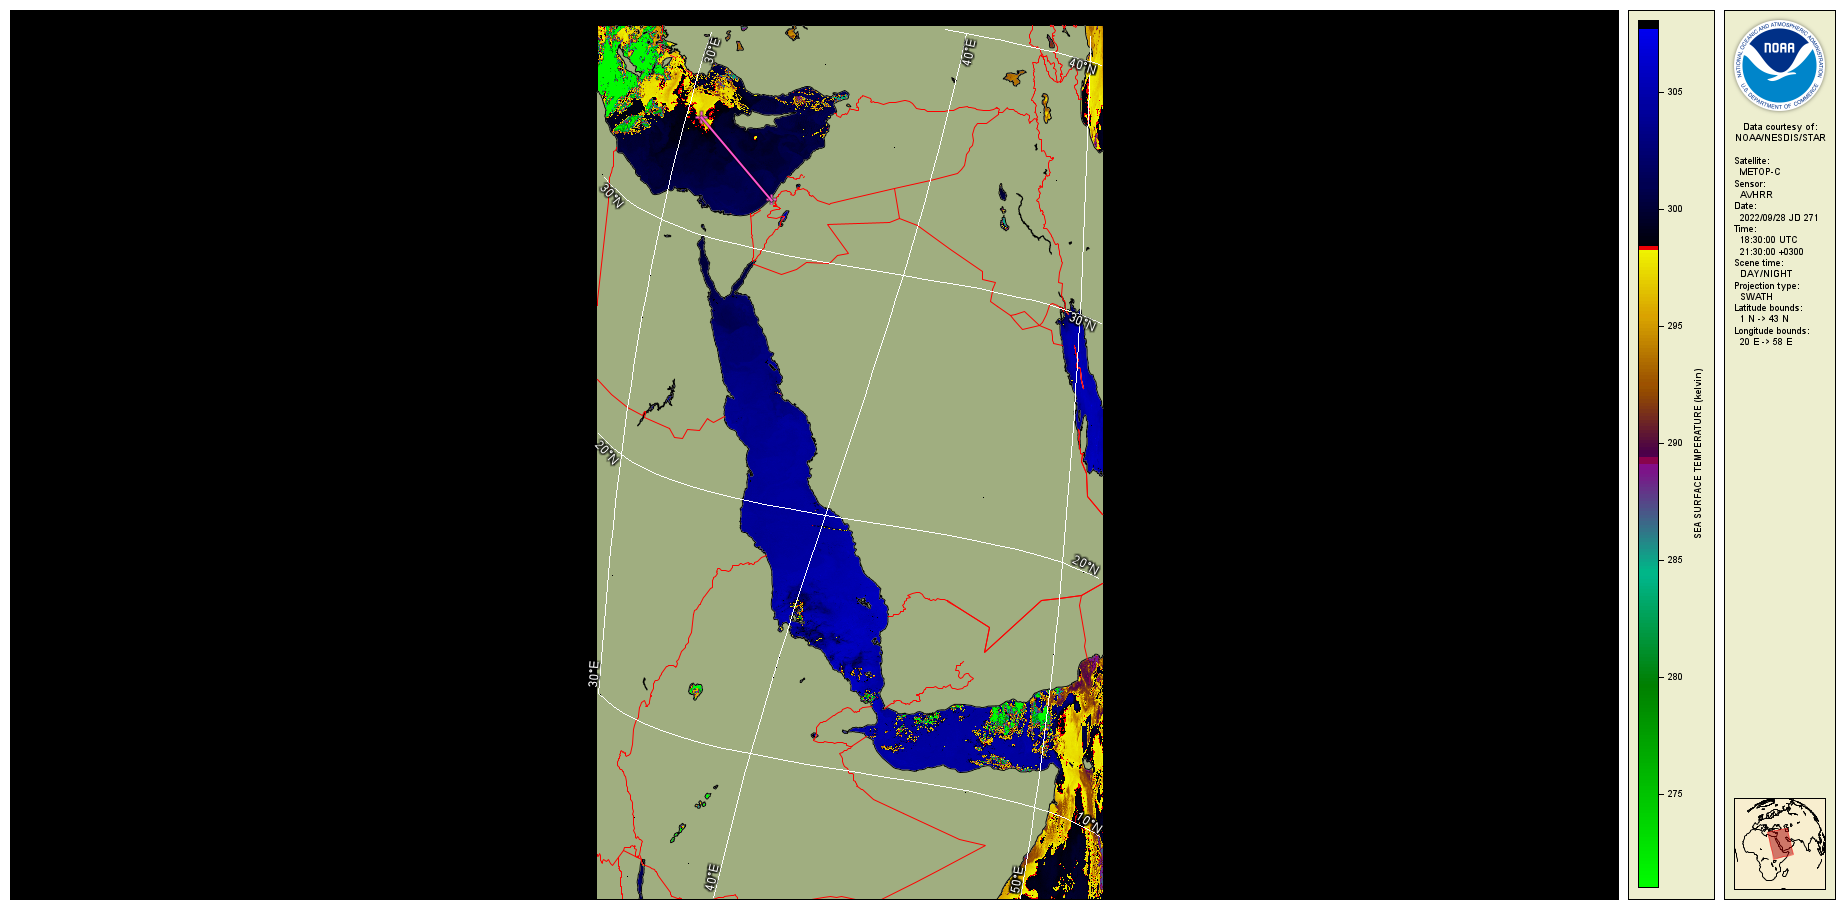 30°E
40°E
40°N
30°N
30°N
20°N
20°N
30°E
10°N
40°E
50°E
305
300
295
290
285
280
275
SEA SURFACE TEMPERATURE (kelvin)
NATIONAL OCEANIC AND ATMOSPHERIC ADMINISTRATION
NOAA
U.S. DEPARTMENT OF COMMERCE
Data courtesy of:
NOAA/NESDIS/STAR
Satellite:
METOP-C
Sensor:
AVHRR
Date:
2022/09/28 JD 271
Time:
18:30:00 UTC
21:30:00 +0300
Scene time:
DAY/NIGHT
Projection type:
SWATH
Latitude bounds:
1 N -> 43 N
Longitude bounds:
20 E -> 58 E